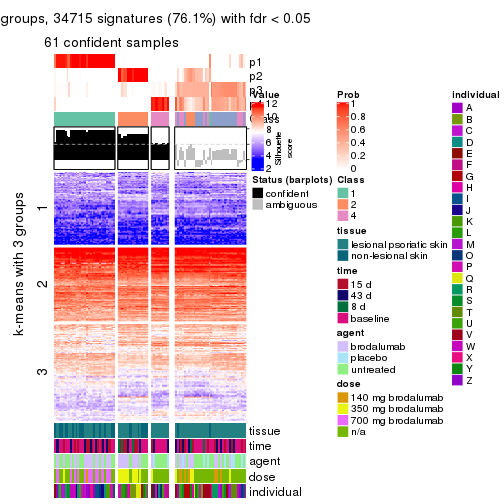 groups, 34715 signatures (76.1%) with fdr < 0.05
61 confident samples
p1
p2
p3
Value
12
10
8
6
4
2
Silhouette
score
Status (barplots)
confident
ambiguous
k-means with 3 groups
1
2
3
tissue
time
agent
dose
individual
Prob
1
0.8
0.6
0.4
0.2
0
Class
1
2
4
tissue
lesional psoriatic skin
non-lesional skin
time
15 d
43 d
8 d
baseline
agent
brodalumab
placebo
untreated
dose
140 mg brodalumab
350 mg brodalumab
700 mg brodalumab
n/a
individual
A
B
C
D
E
F
G
H
I
J
K
L
M
O
P
Q
R
S
T
U
V
W
X
Y
Z